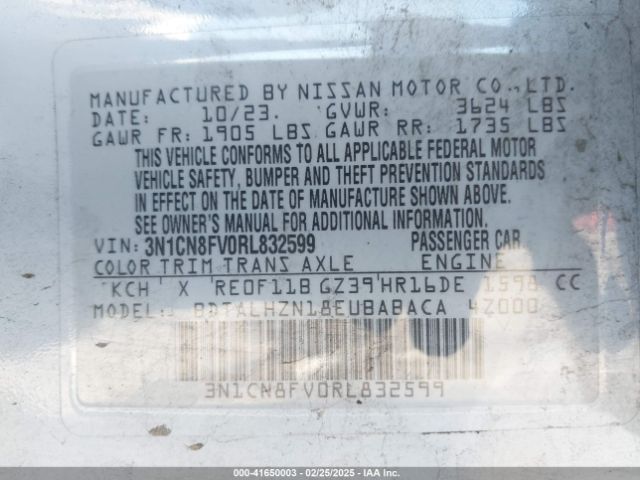 MANUFACTURED BY NISSAN MOTOR CO., LTD.
DATE: 10/23. GVWR: 3624 LBS
GAWR FR: 1905 LBS GAWR RR: 1735 LBS
THIS VEHICLE CONFORMS TO ALL APPLICABLE FEDERAL MOTOR
VEHICLE SAFETY, BUMPER AND THEFT PREVENTION STANDARDS
IN EFFECT ON THE DATE OF MANUFACTURE SHOWN ABOVE.
SEE OWNER'S MANUAL FOR ADDITIONAL INFORMATION.
VIN: 3N1CN8FV0RL832599 PASSENGER CAR
COLOR TRIM TRANS AXLE ENGINE
KCH X RE0F11B GZ39 HR16DE 1598 CC
MODEL: BDTALHZN18EUBABACA 4Z000
3N1CN8FV0RL832599
000-41650003 - 02/25/2025 - IAA Inc.